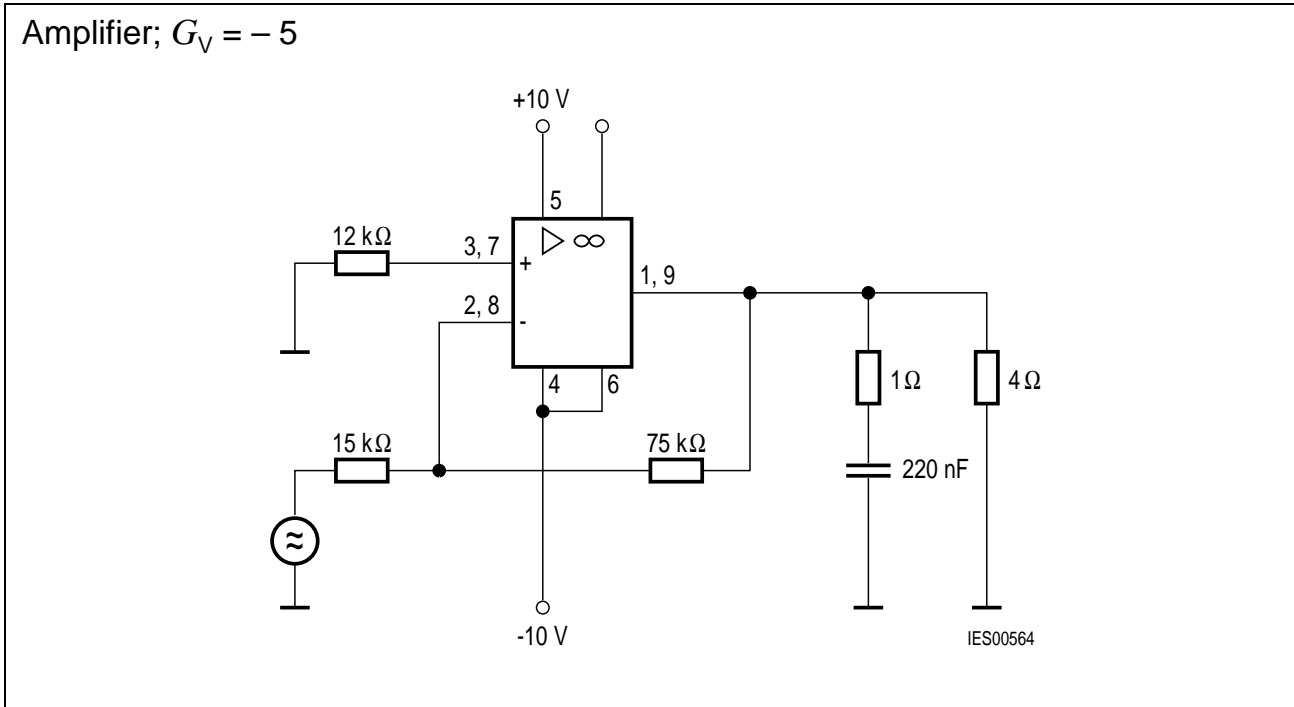 Amplifier; G_V = – 5
+10 V
5
▷ ∞
12 kΩ
3, 7
+
1, 9
2, 8
-
4
6
1Ω
4Ω
15 kΩ
75 kΩ
220 nF
≈
-10 V
IES00564